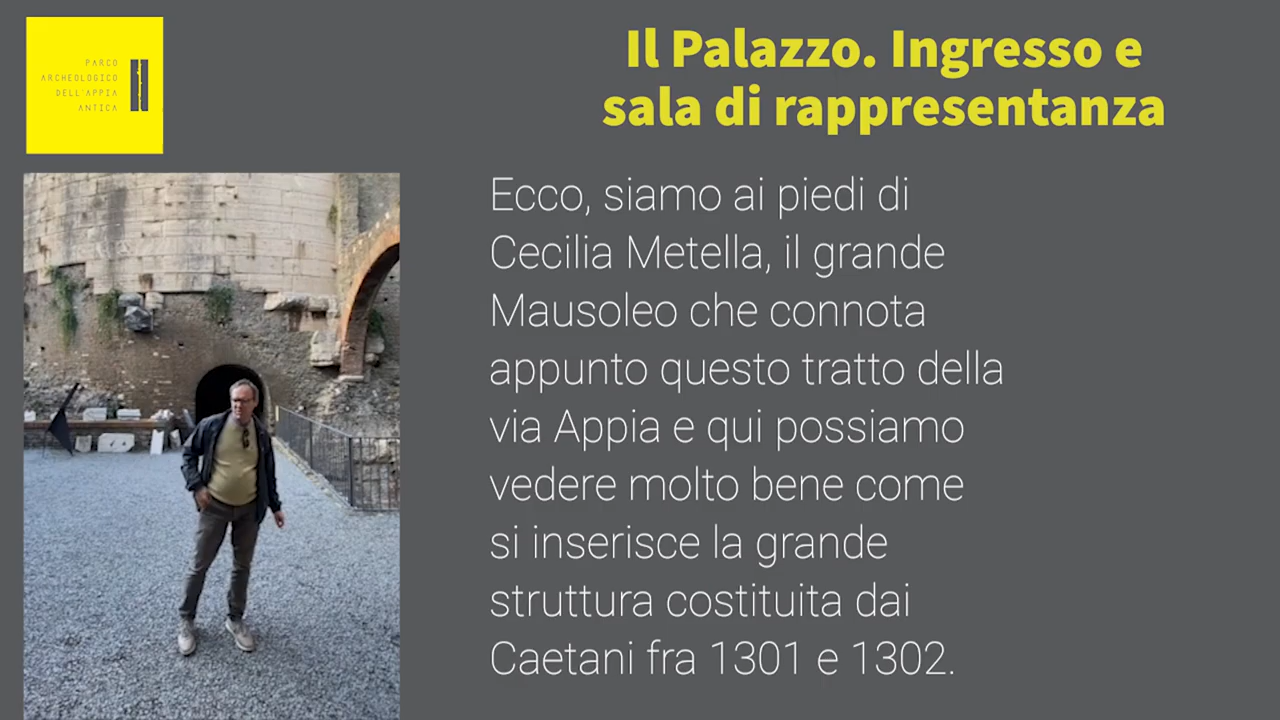 PARCO
ARCHEOLOGICO
DELL'APPIA
ANTICA
Il Palazzo. Ingresso e
sala di rappresentanza
Ecco, siamo ai piedi di
Cecilia Metella, il grande
Mausoleo che connota
appunto questo tratto della
via Appia e qui possiamo
vedere molto bene come
si inserisce la grande
struttura costituita dai
Caetani fra 1301 e 1302.